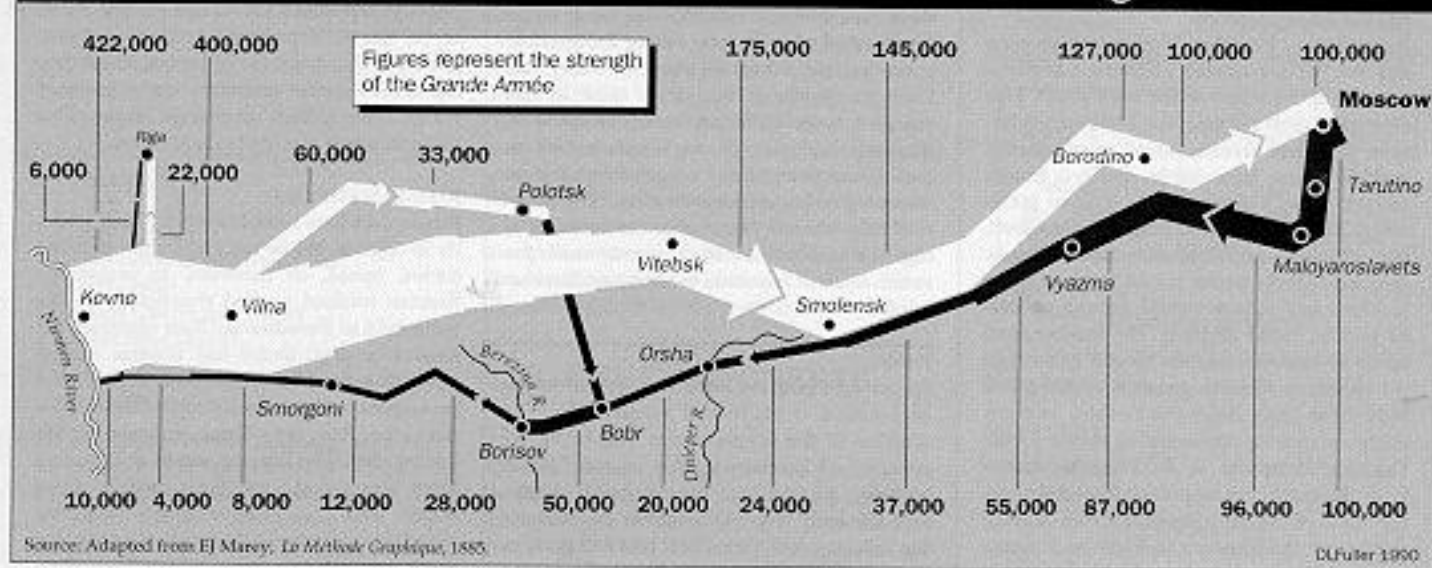 422,000 400,000 175,000 145,000 127,000 100,000 100,000
Figures represent the strength
of the Grande Armée
Moscow
Riga
6,000 22,000 60,000 33,000
Polotsk
Borodino
Tarutino
Vitebsk
Maloyaroslavets
Vyazma
Kovno
Vilna
Smolensk
River
Orsha
Berezina R.
Smorgoni
Bobr
Borisov
Dnieper R.
10,000 4,000 8,000 12,000 28,000 50,000 20,000 24,000 37,000 55,000 87,000 96,000 100,000
Source: Adapted from EJ Marey, La Méthode Graphique, 1885.
DLFuller 1990